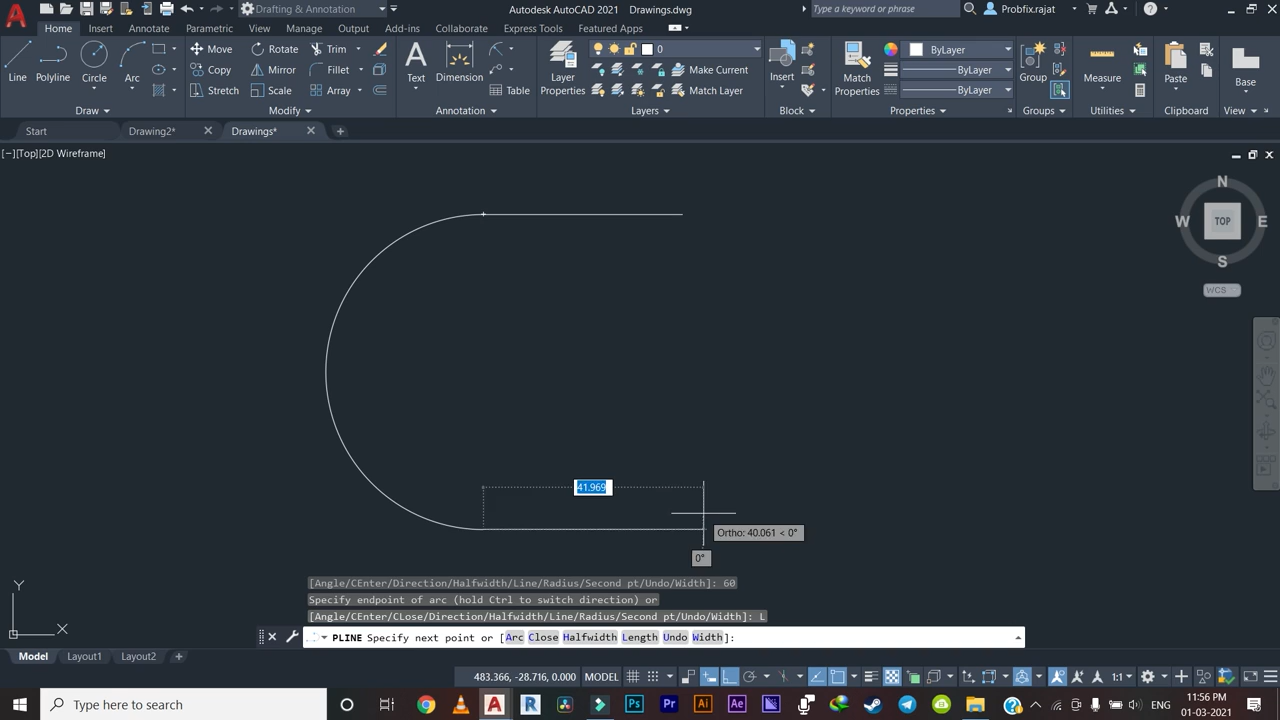 Drafting & Annotation
Autodesk AutoCAD 2021 Drawings.dwg
Type a keyword or phrase
Probfix.rajat
Home Insert Annotate Parametric View Manage Output Add-ins Collaborate Express Tools Featured Apps
Line Polyline Circle Arc
Move Rotate Trim
Copy Mirror Fillet
Stretch Scale Array
Text Dimension Table
Layer Properties
0
Make Current
Match Layer
Insert
Match Properties
ByLayer
ByLayer
ByLayer
Group
Measure
Paste
Base
Draw Modify Annotation Layers Block Properties Groups Utilities Clipboard View
Start Drawing2* Drawings*
[−][Top][2D Wireframe]
N
W TOP E
S
WCS
41.969
Ortho: 40.061 < 0°
0°
[Angle/CEnter/Direction/Halfwidth/Line/Radius/Second pt/Undo/Width]: 60
Specify endpoint of arc (hold Ctrl to switch direction) or
[Angle/CEnter/CLose/Direction/Halfwidth/Line/Radius/Second pt/Undo/Width]: L
PLINE Specify next point or [Arc Close Halfwidth Length Undo Width]:
Y
X
Model Layout1 Layout2
483.366, -28.716, 0.000 MODEL 1:1
Type here to search
Ps Pr Ai Ae
ENG
11:56 PM
01-03-2021